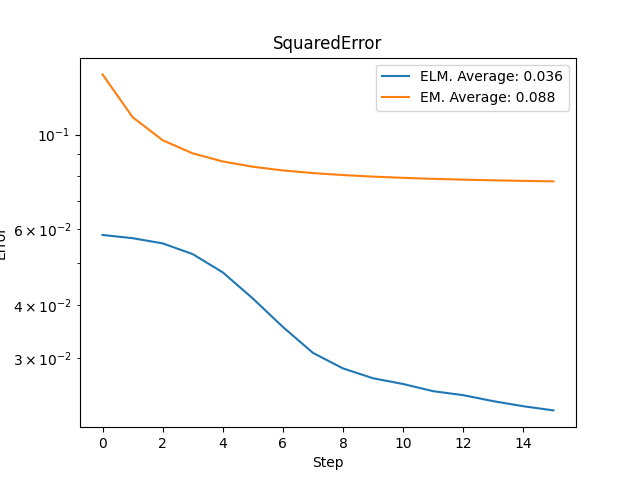 SquaredError
ELM. Average: 0.036
EM. Average: 0.088
10⁻¹
6 × 10⁻²
4 × 10⁻²
3 × 10⁻²
Error
0 2 4 6 8 10 12 14
Step